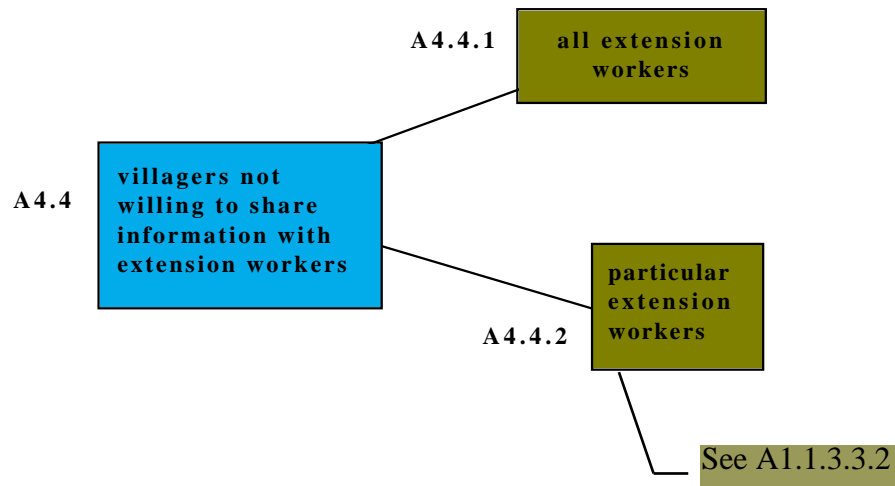 A4.4.1
all extension
workers
A4.4
villagers not
willing to share
information with
extension workers
A4.4.2
particular
extension
workers
See A1.1.3.3.2